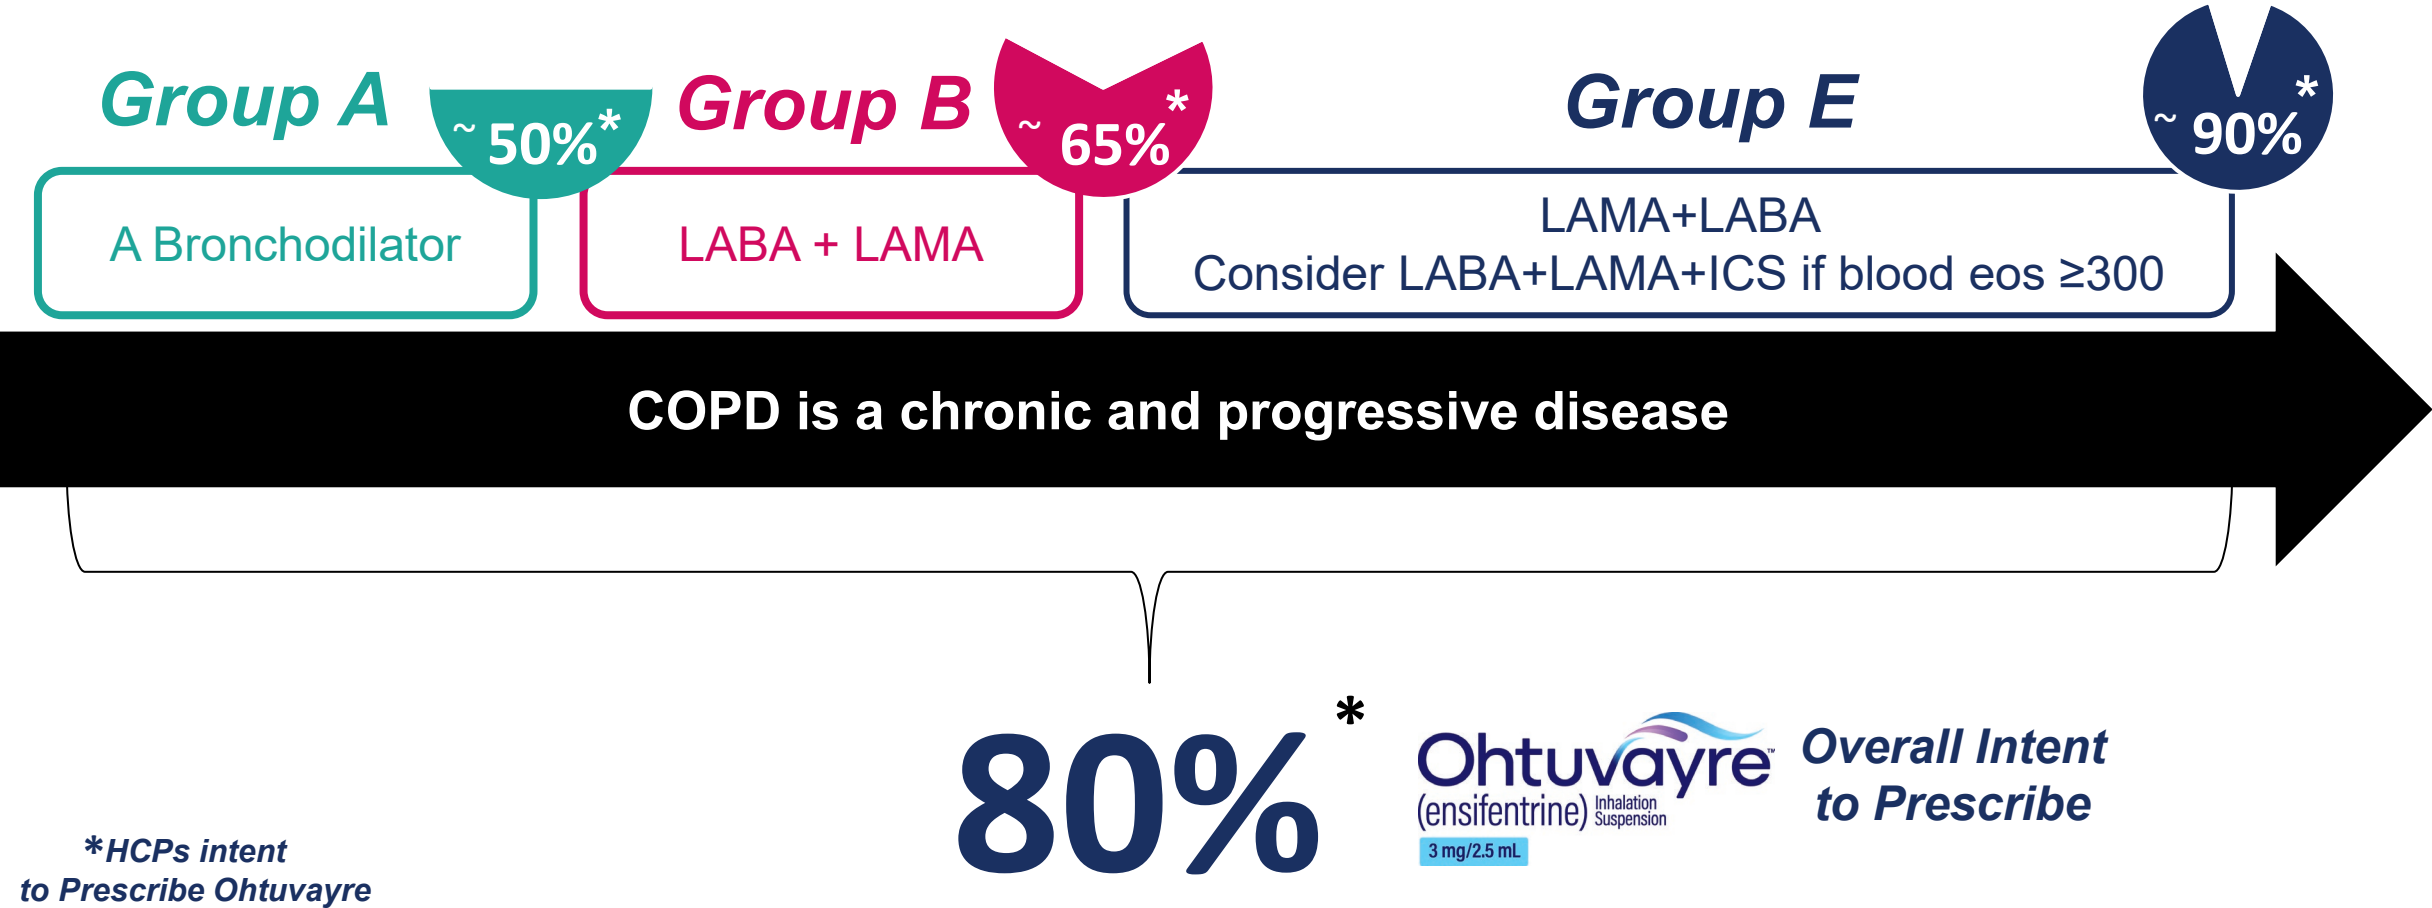 Group A
~ 50%*
Group B
~ 65%*
Group E
~ 90%*
A Bronchodilator
LABA + LAMA
LAMA+LABA
Consider LABA+LAMA+ICS if blood eos ≥300
COPD is a chronic and progressive disease
80%*
Ohtuvayre™
(ensifentrine) Inhalation
Suspension
3 mg/2.5 mL
Overall Intent
to Prescribe
*HCPs intent
to Prescribe Ohtuvayre